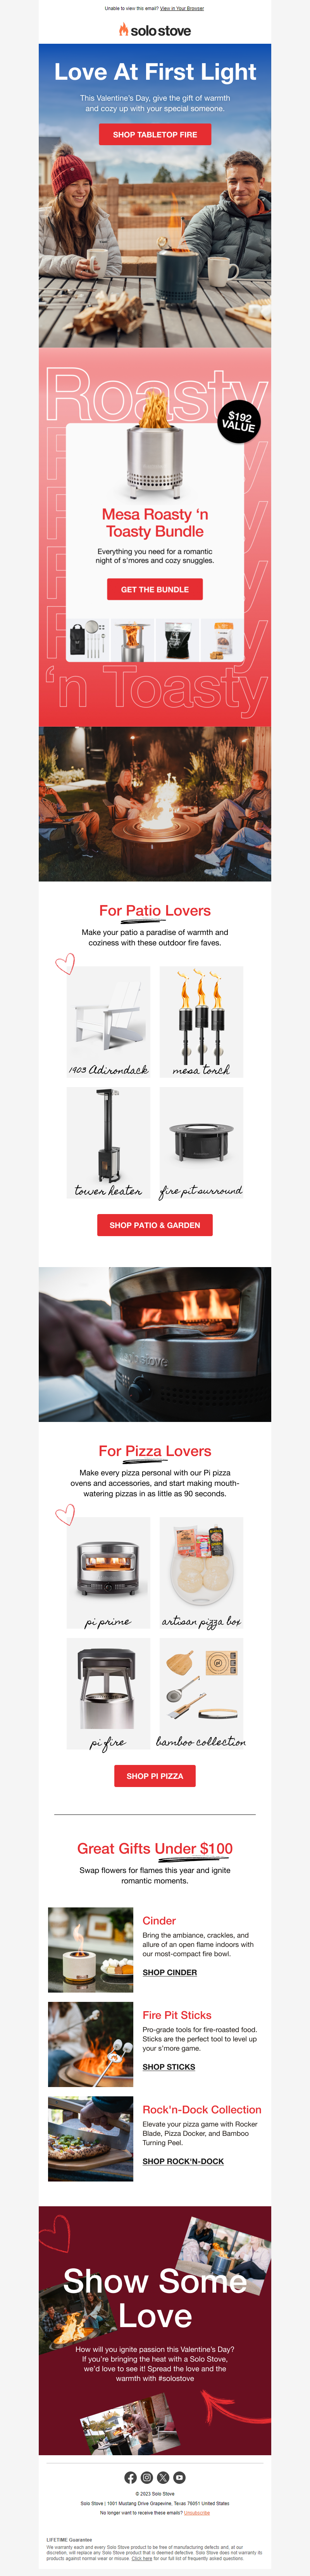 Unable to view this email? View in Your Browser
solo stove
Love At First Light
This Valentine's Day, give the gift of warmth
and cozy up with your special someone.
SHOP TABLETOP FIRE
Roasty
$192
VALUE
Mesa Roasty 'n
Toasty Bundle
Everything you need for a romantic
night of s'mores and cozy snuggles.
GET THE BUNDLE
'n Toasty
For Patio Lovers
Make your patio a paradise of warmth and
coziness with these outdoor fire faves.
1903 Adirondack
mesa torch
tower heater
fire pit surround
SHOP PATIO & GARDEN
stove
For Pizza Lovers
Make every pizza personal with our Pi pizza
ovens and accessories, and start making mouth-
watering pizzas in as little as 90 seconds.
pi prime
artisan pizza box
pi fire
bamboo collection
SHOP PI PIZZA
Great Gifts Under $100
Swap flowers for flames this year and ignite
romantic moments.
Cinder
Bring the ambiance, crackles, and
allure of an open flame indoors with
our most-compact fire bowl.
SHOP CINDER
Fire Pit Sticks
Pro-grade tools for fire-roasted food.
Sticks are the perfect tool to level up
your s'more game.
SHOP STICKS
Rock'n-Dock Collection
Elevate your pizza game with Rocker
Blade, Pizza Docker, and Bamboo
Turning Peel.
SHOP ROCK'N-DOCK
Show Some
Love
How will you ignite passion this Valentine's Day?
If you're bringing the heat with a Solo Stove,
we'd love to see it! Spread the love and the
warmth with #solostove
© 2023 Solo Stove
Solo Stove | 1001 Mustang Drive Grapevine, Texas 76051 United States
No longer want to receive these emails? Unsubscribe
LIFETIME Guarantee
We warranty each and every Solo Stove product to be free of manufacturing defects and, at our
discretion, will replace any Solo Stove product that is deemed defective. Solo Stove does not warranty its
products against normal wear or misuse. Click here for our full list of frequently asked questions.